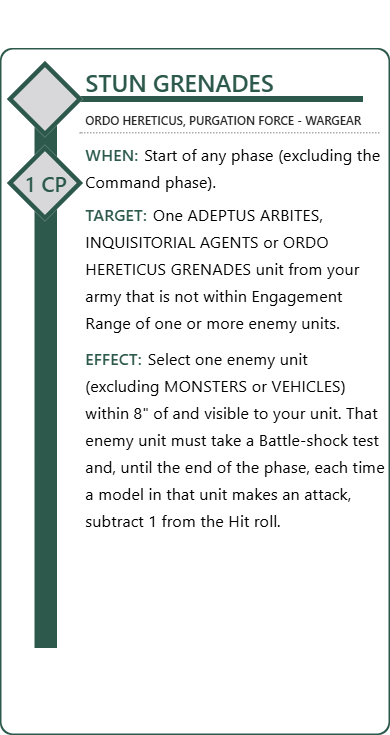 STUN GRENADES
ORDO HERETICUS, PURGATION FORCE - WARGEAR
1 CP
WHEN: Start of any phase (excluding the
Command phase).
TARGET: One ADEPTUS ARBITES,
INQUISITORIAL AGENTS or ORDO
HERETICUS GRENADES unit from your
army that is not within Engagement
Range of one or more enemy units.
EFFECT: Select one enemy unit
(excluding MONSTERS or VEHICLES)
within 8" of and visible to your unit. That
enemy unit must take a Battle-shock test
and, until the end of the phase, each time
a model in that unit makes an attack,
subtract 1 from the Hit roll.